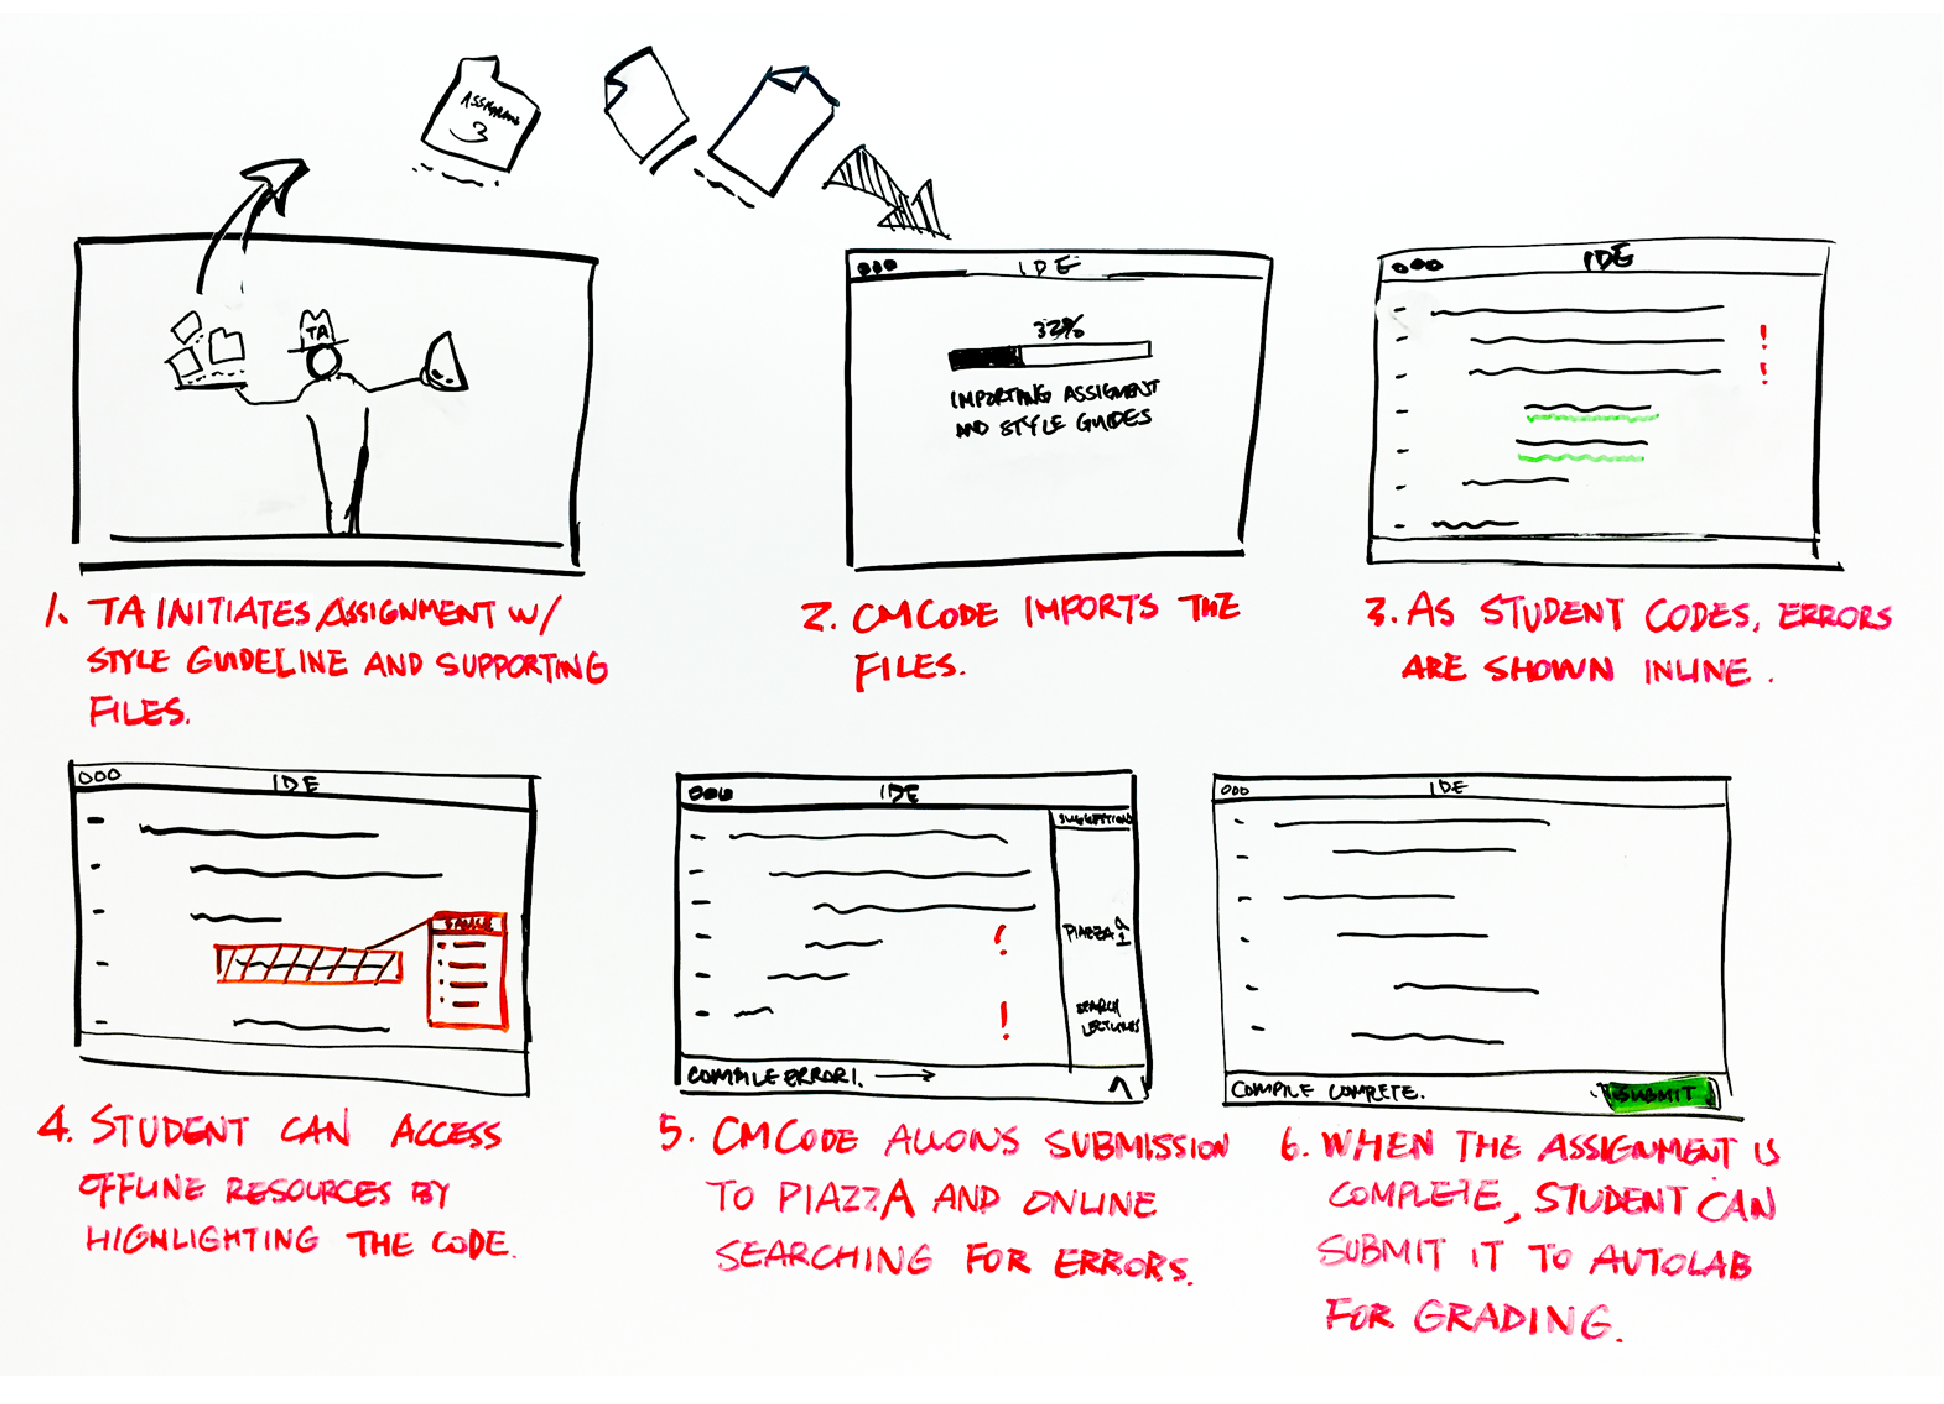 3
TA
IDE
32%
IMPORTING ASSIGNMENT
AND STYLE GUIDES
IDE
1. TA INITIATES ASSIGNMENT W/
STYLE GUIDELINE AND SUPPORTING
FILES.
2. CMCODE IMPORTS THE
FILES.
3. AS STUDENT CODES, ERRORS
ARE SHOWN INLINE.
IDE
4. STUDENT CAN ACCESS
OFFLINE RESOURCES BY
HIGHLIGHTING THE CODE.
IDE
SUGGESTIONS
PIAZZA
SEARCH
LECTURES
COMPILE ERROR!
5. CMCODE ALLOWS SUBMISSION
TO PIAZZA AND ONLINE
SEARCHING FOR ERRORS.
IDE
COMPILE COMPLETE.
SUBMIT
6. WHEN THE ASSIGNMENT IS
COMPLETE, STUDENT CAN
SUBMIT IT TO AUTOLAB
FOR GRADING.